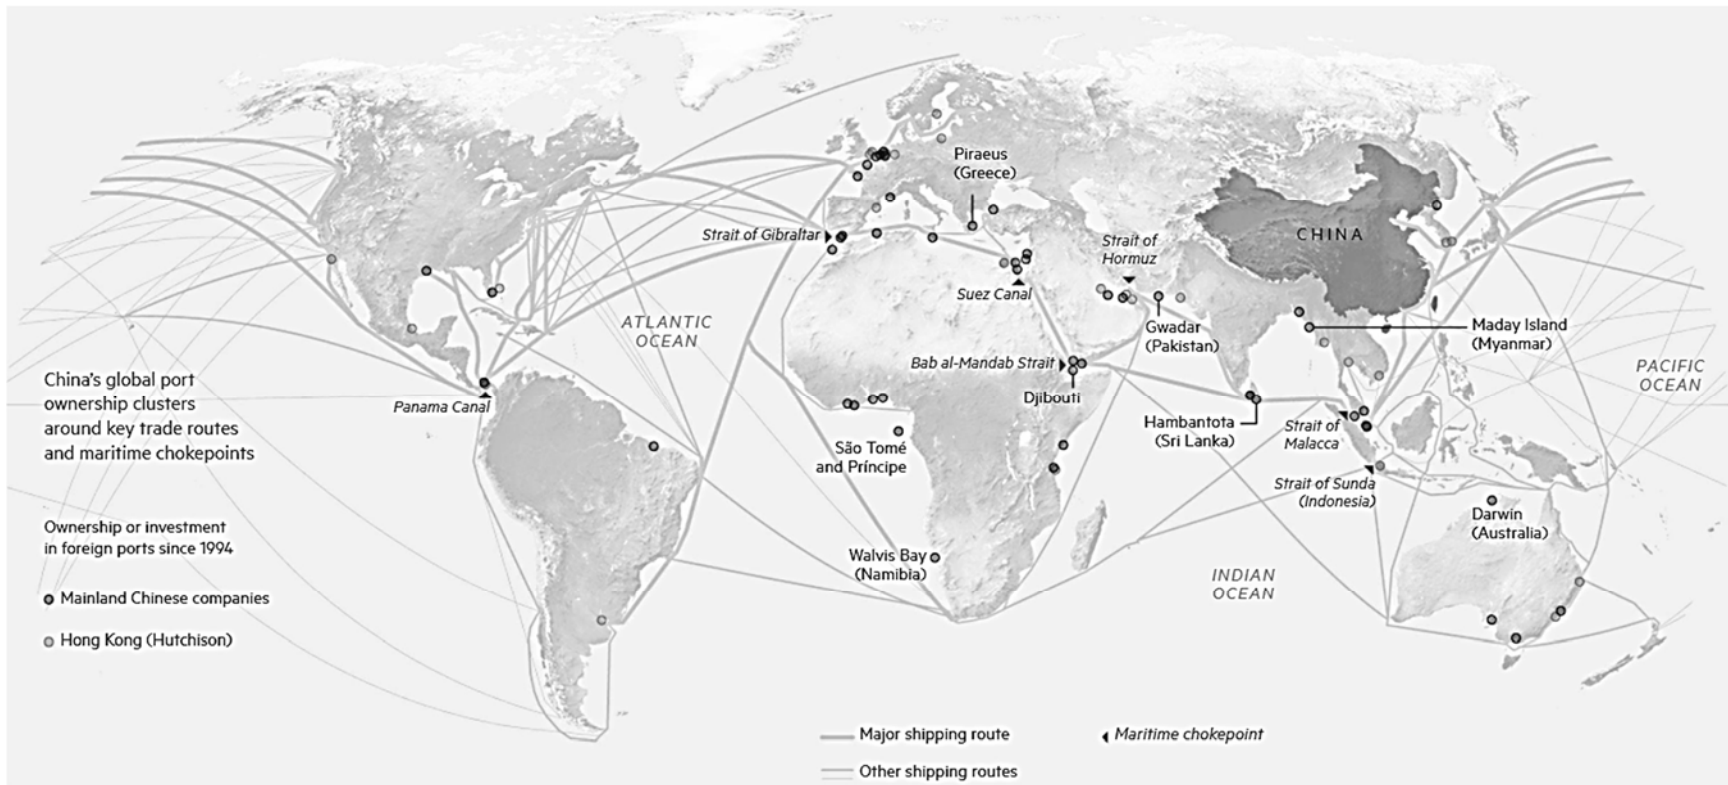 Piraeus
(Greece)
Strait of Gibraltar
Strait of
Hormuz
CHINA
Suez Canal
ATLANTIC
OCEAN
Gwadar
(Pakistan)
Maday Island
(Myanmar)
Bab al-Mandab Strait
PACIFIC
OCEAN
China's global port
ownership clusters
around key trade routes
and maritime chokepoints
Panama Canal
Djibouti
Hambantota
(Sri Lanka)
Strait of
Malacca
São Tomé
and Príncipe
Strait of Sunda
(Indonesia)
Darwin
(Australia)
Ownership or investment
in foreign ports since 1994
Walvis Bay
(Namibia)
INDIAN
OCEAN
Mainland Chinese companies
Hong Kong (Hutchison)
Major shipping route
Maritime chokepoint
Other shipping routes